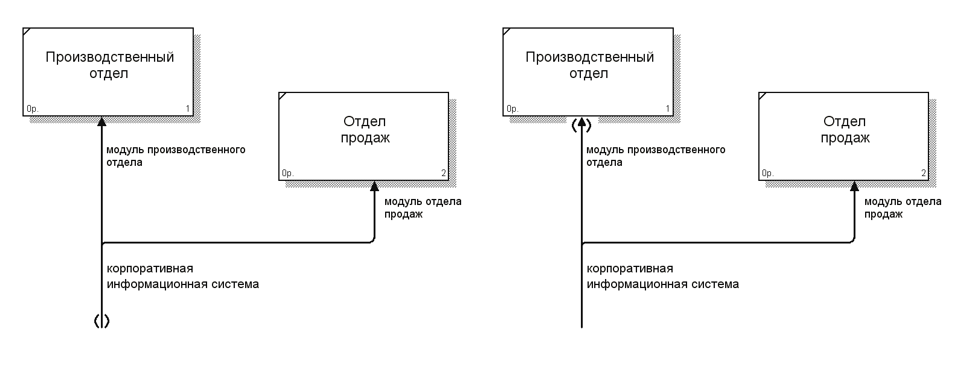 Производственный
отдел
0р.
1
Отдел
продаж
0р.
2
модуль производственного
отдела
модуль отдела
продаж
корпоративная
информационная система
Производственный
отдел
0р.
1
Отдел
продаж
0р.
2
модуль производственного
отдела
модуль отдела
продаж
корпоративная
информационная система